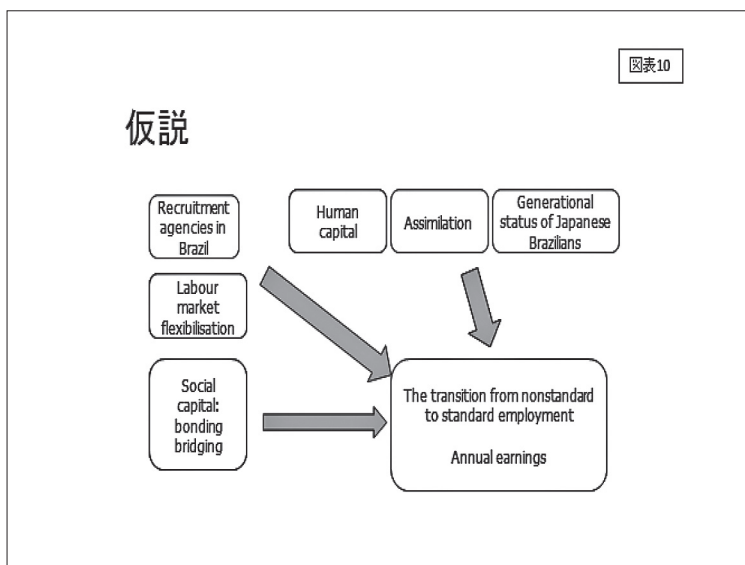 図表10
仮説
Recruitment
agencies in
Brazil
Human
capital
Assimilation
Generational
status of Japanese
Brazilians
Labour
market
flexibilisation
Social
capital:
bonding
bridging
The transition from nonstandard
to standard employment
Annual earnings